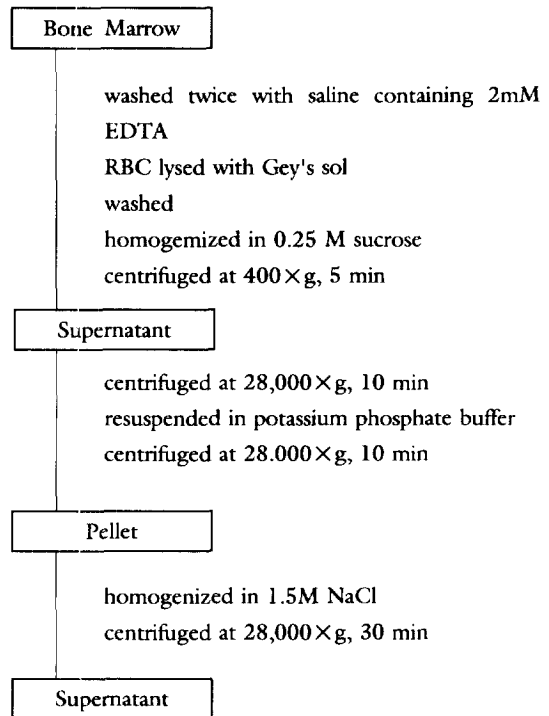 Bone Marrow
washed twice with saline containing 2mM
EDTA
RBC lysed with Gey's sol
washed
homogemized in 0.25 M sucrose
centrifuged at 400×g, 5 min
Supernatant
centrifuged at 28,000×g, 10 min
resuspended in potassium phosphate buffer
centrifuged at 28.000×g, 10 min
Pellet
homogenized in 1.5M NaCl
centrifuged at 28,000×g, 30 min
Supernatant